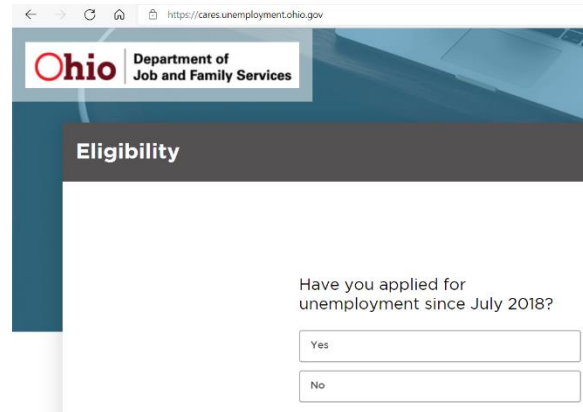 https://cares.unemployment.ohio.gov
Ohio
Department of
Job and Family Services
Eligibility
Have you applied for
unemployment since July 2018?
Yes
No